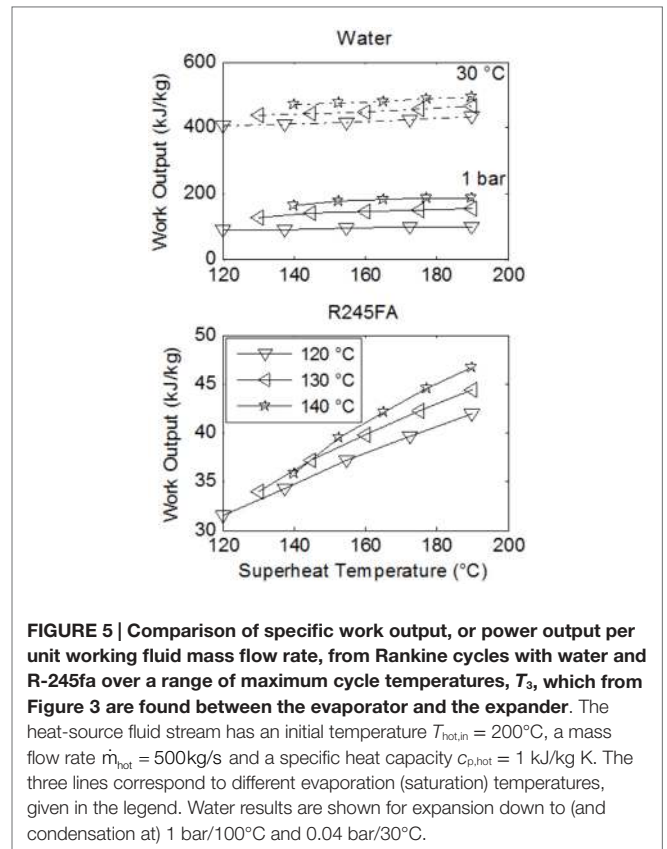 Water
600
400
200
0
Work Output (kJ/kg)
30 °C
1 bar
120 140 160 180 200
R245FA
50
45
40
35
30
Work Output (kJ/kg)
120 °C
130 °C
140 °C
120 140 160 180 200
Superheat Temperature (°C)
FIGURE 5 | Comparison of specific work output, or power output per
unit working fluid mass flow rate, from Rankine cycles with water and
R-245fa over a range of maximum cycle temperatures, T₃, which from
Figure 3 are found between the evaporator and the expander. The
heat-source fluid stream has an initial temperature Thot,in = 200°C, a mass
flow rate ṁhot = 500kg/s and a specific heat capacity cp,hot = 1 kJ/kg K. The
three lines correspond to different evaporation (saturation) temperatures,
given in the legend. Water results are shown for expansion down to (and
condensation at) 1 bar/100°C and 0.04 bar/30°C.